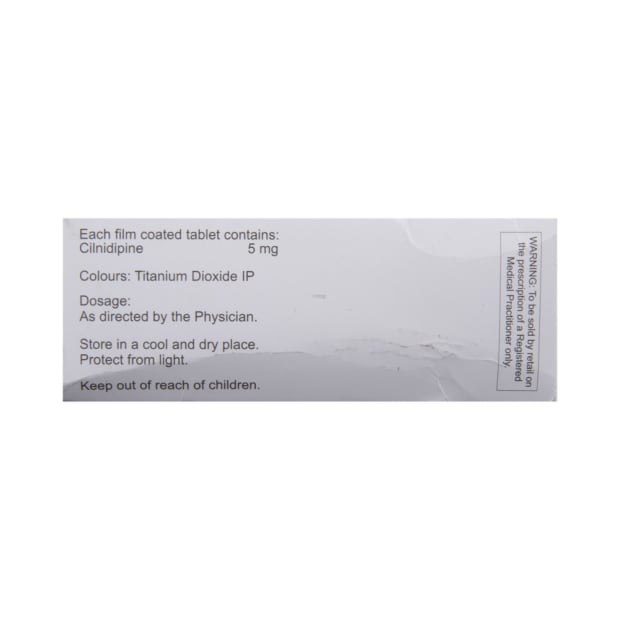 Each film coated tablet contains:
Cilnidipine 5 mg
Colours: Titanium Dioxide IP
Dosage:
As directed by the Physician.
Store in a cool and dry place.
Protect from light.
Keep out of reach of children.
WARNING: To be sold by retail on
the prescription of a Registered
Medical Practitioner only.